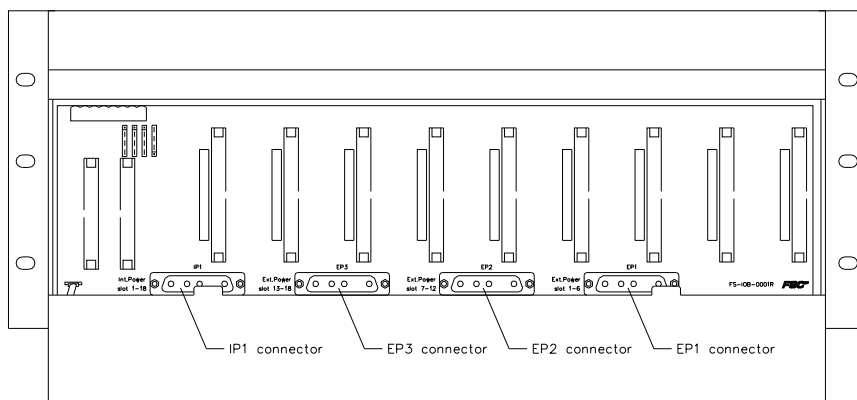 IP1 EP3 EP2 EP1
Int.Power Ext.Power Ext.Power Ext.Power FS-IOB-0001R FSC
slot 1-18 slot 13-18 slot 7-12 slot 1-6
IP1 connector EP3 connector EP2 connector EP1 connector